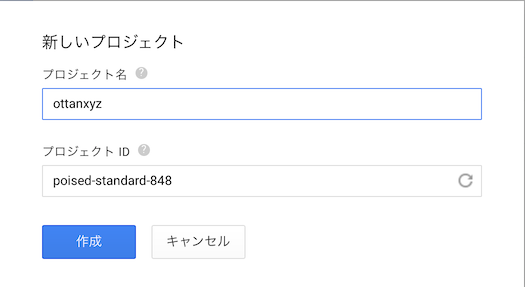 新しいプロジェクト
プロジェクト名 ?
ottanxyz
プロジェクト ID ?
poised-standard-848
作成 キャンセル